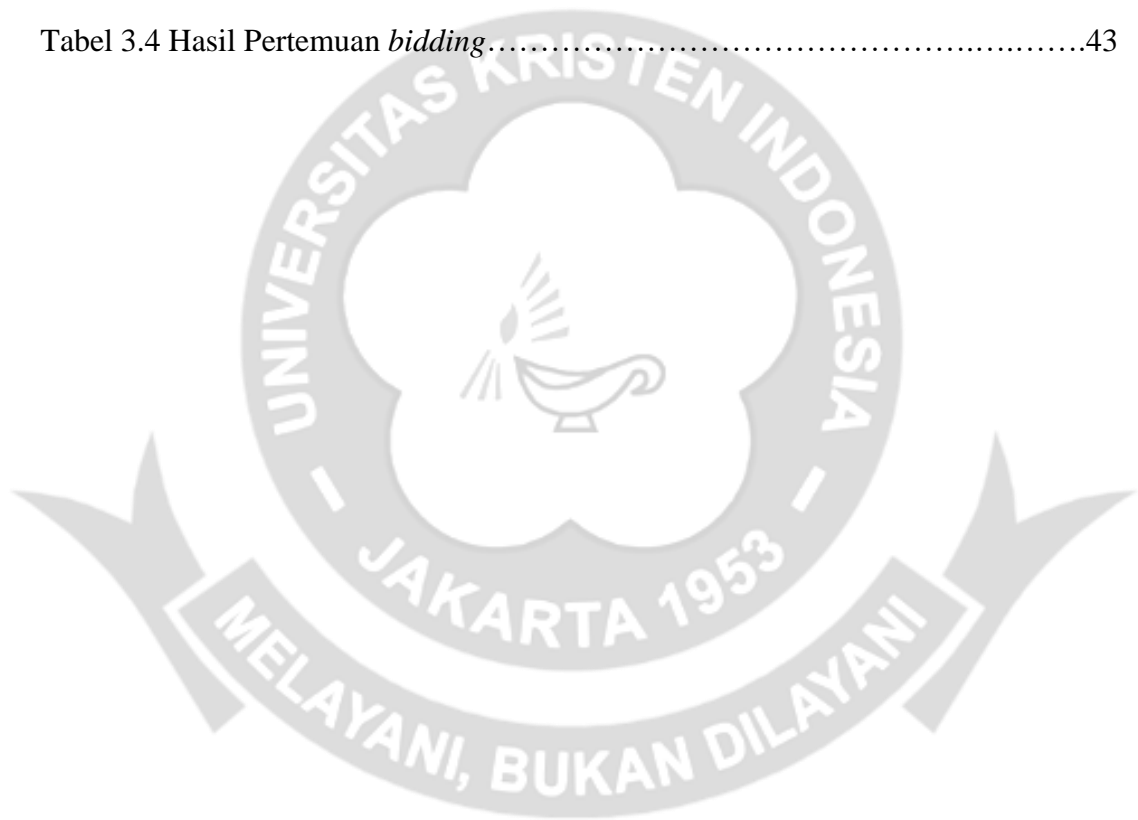 Tabel 3.4 Hasil Pertemuan bidding……………………………………….….…….43
UNIVERSITAS KRISTEN INDONESIA
- JAKARTA 1953 -
MELAYANI, BUKAN DILAYANI